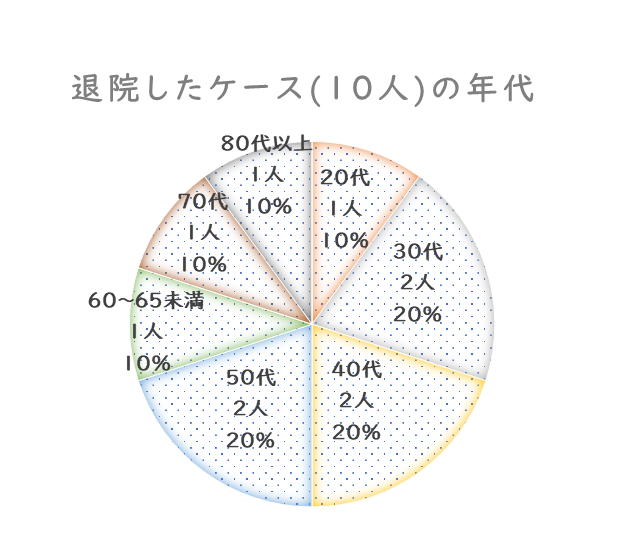 退院したケース(10人)の年代
80代以上
1人
10%
20代
1人
10%
70代
1人
10%
30代
2人
20%
60~65未満
1人
10%
40代
2人
20%
50代
2人
20%